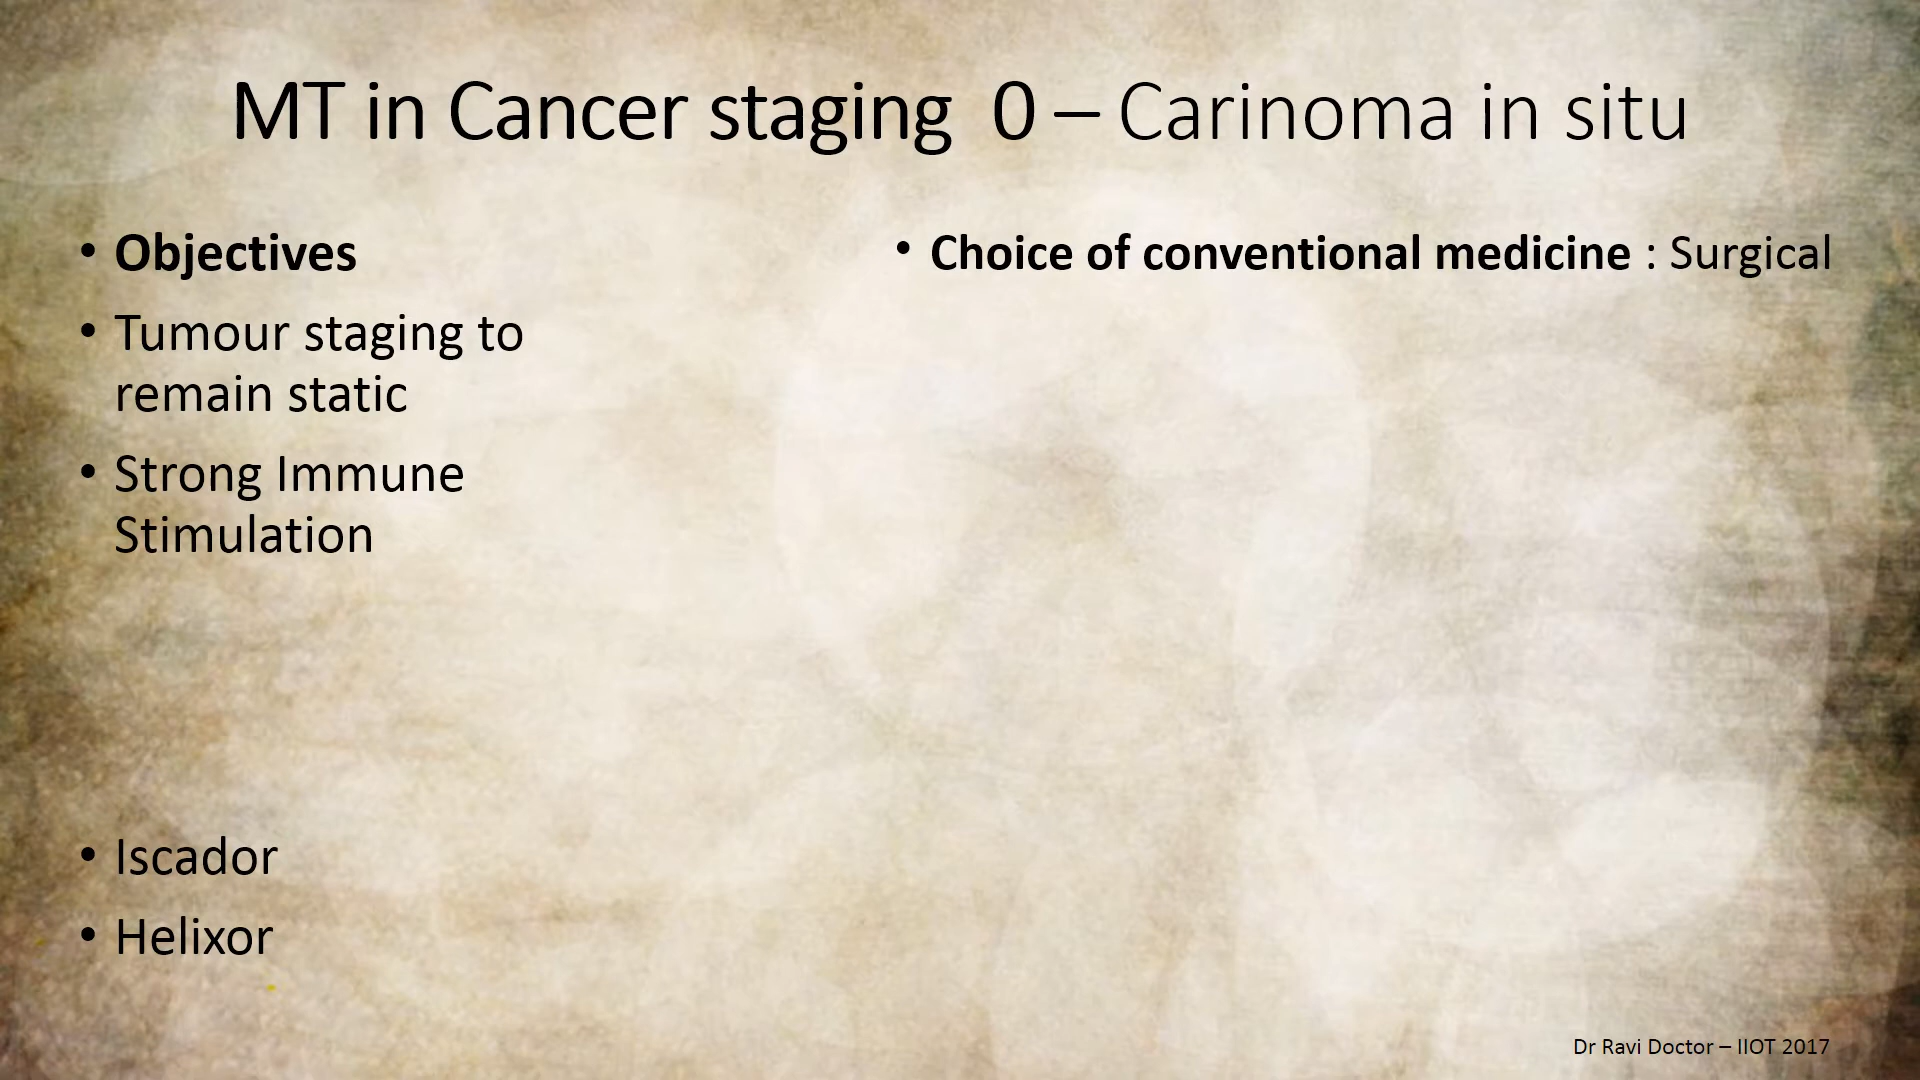 MT in Cancer staging  0 – Carinoma in situ
• Objectives
• Tumour staging to
remain static
• Strong Immune
Stimulation
• Iscador
• Helixor
• Choice of conventional medicine : Surgical
Dr Ravi Doctor – IIOT 2017